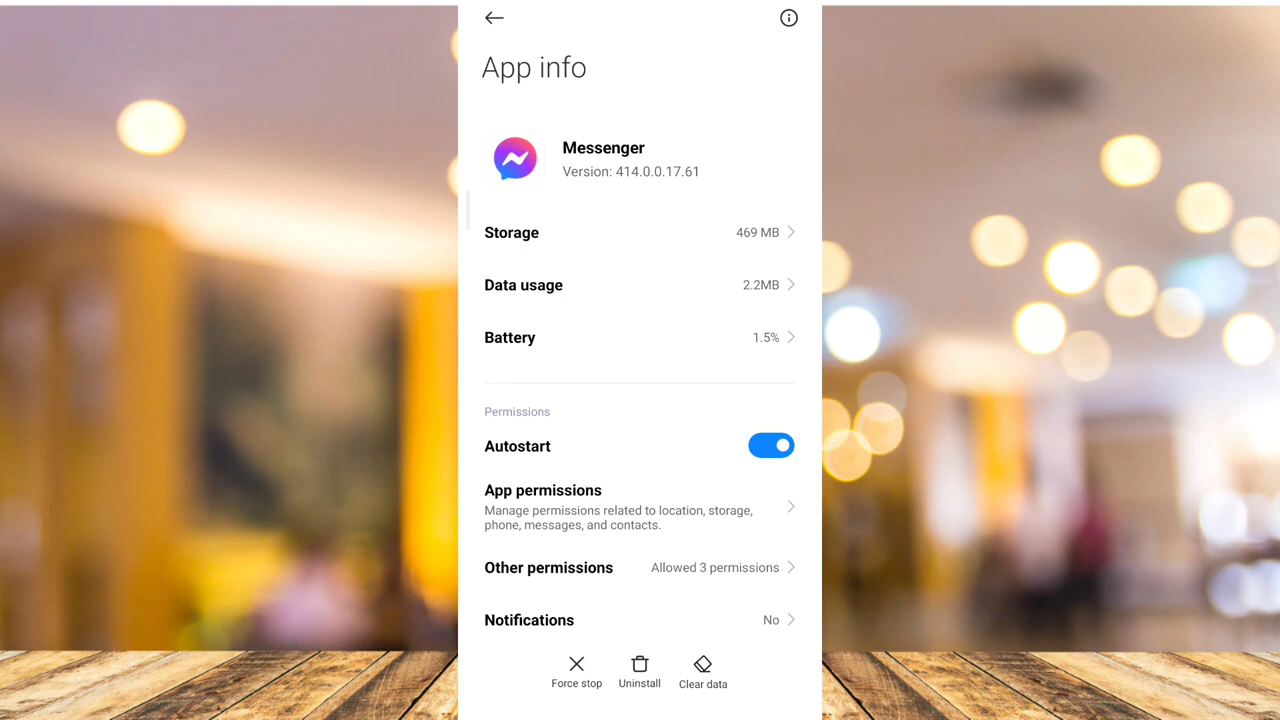 App info
Messenger
Version: 414.0.0.17.61
Storage 469 MB
Data usage 2.2MB
Battery 1.5%
Permissions
Autostart
App permissions
Manage permissions related to location, storage,
phone, messages, and contacts.
Other permissions Allowed 3 permissions
Notifications No
Force stop Uninstall Clear data